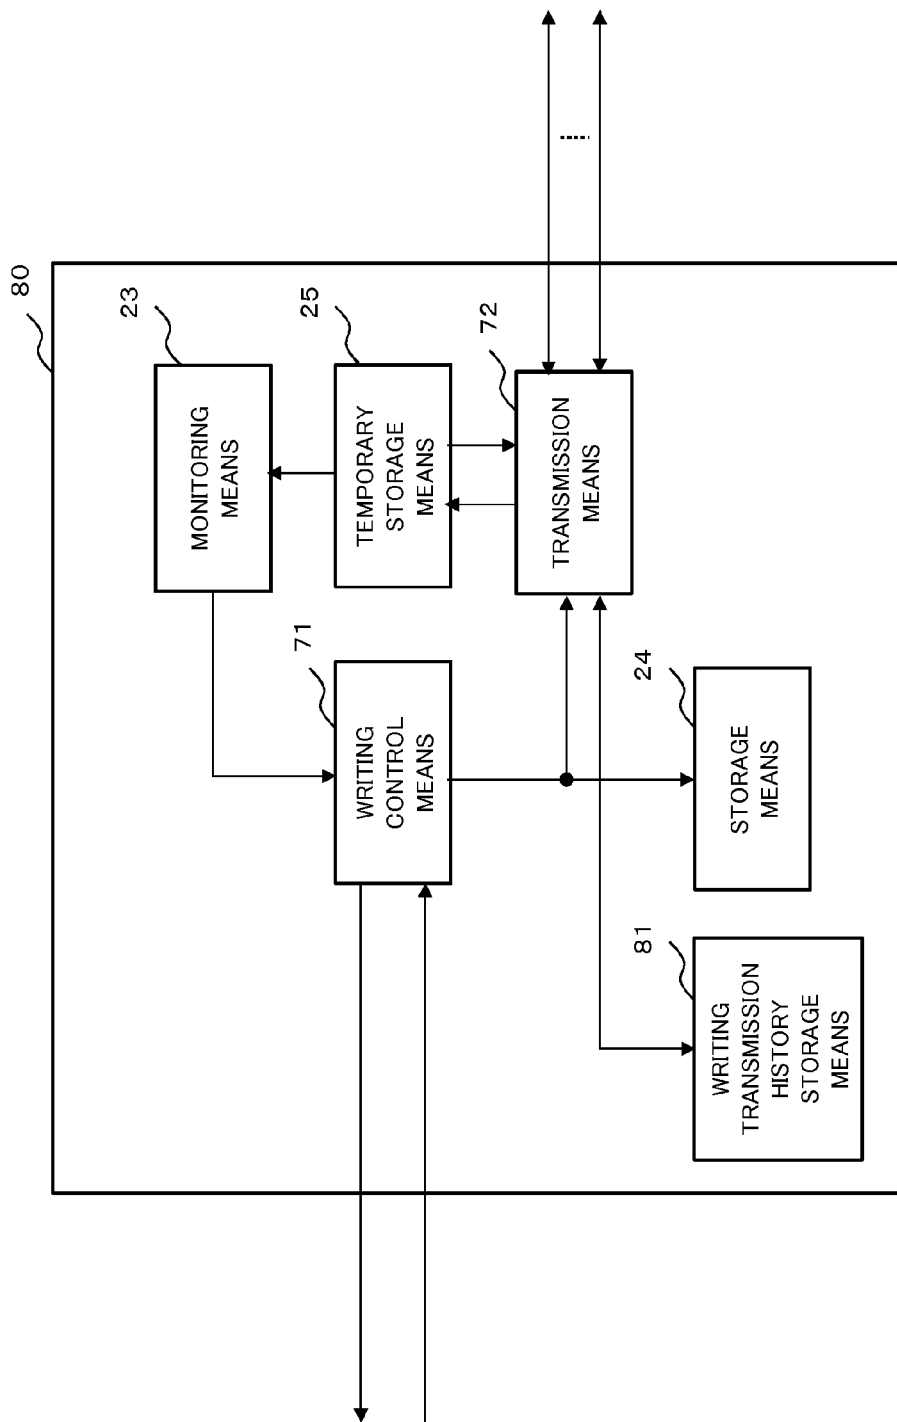 80
23
MONITORING
MEANS
25
TEMPORARY
STORAGE
MEANS
72
TRANSMISSION
MEANS
71
WRITING
CONTROL
MEANS
24
STORAGE
MEANS
81
WRITING
TRANSMISSION
HISTORY
STORAGE
MEANS